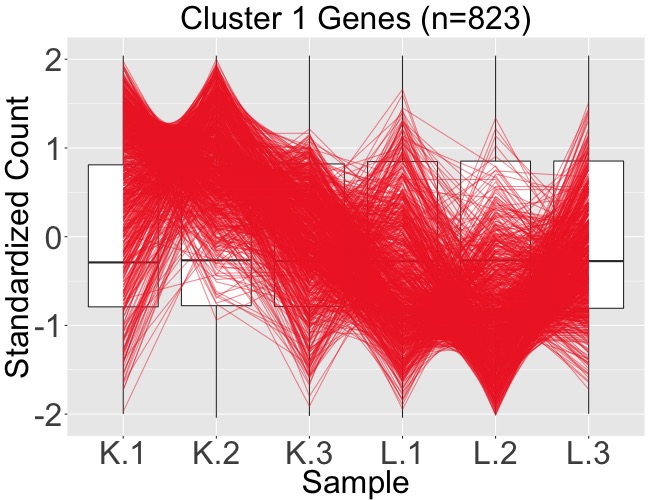 Cluster 1 Genes (n=823)
Standardized Count
2
1
0
-1
-2
K.1 K.2 K.3 L.1 L.2 L.3
Sample